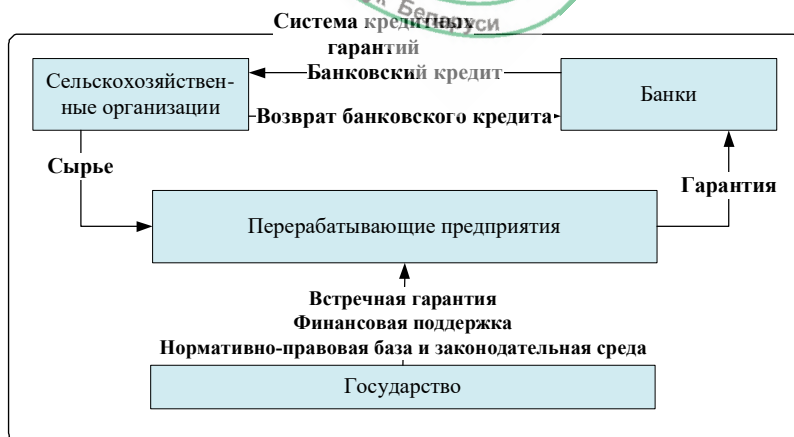 к Беларуси
Система кредитных
гарантий
Банковский кредит
Сельскохозяйствен-
ные организации
Банки
Возврат банковского кредита
Сырье
Гарантия
Перерабатывающие предприятия
Встречная гарантия
Финансовая поддержка
Нормативно-правовая база и законодательная среда
Государство